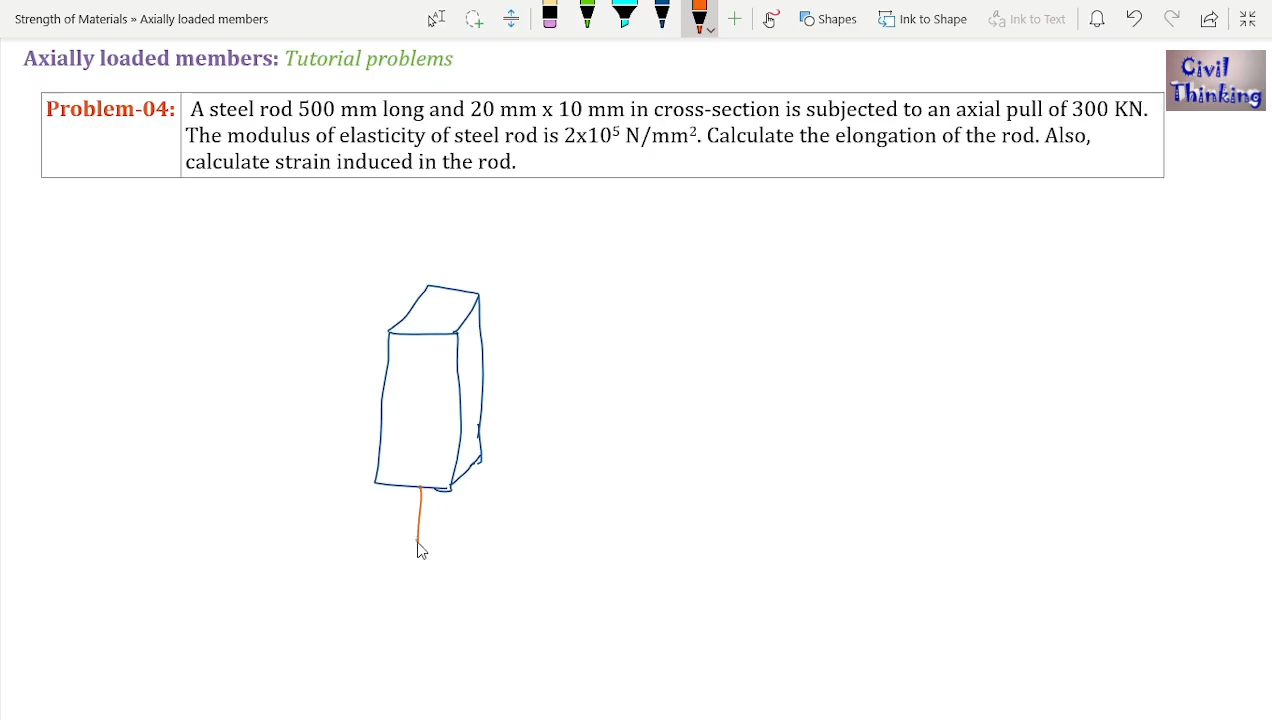 Strength of Materials » Axially loaded members
Shapes
Ink to Shape
Ink to Text
Axially loaded members: Tutorial problems
Civil
Thinking
Problem-04: A steel rod 500 mm long and 20 mm x 10 mm in cross-section is subjected to an axial pull of 300 KN.
The modulus of elasticity of steel rod is 2x10⁵ N/mm². Calculate the elongation of the rod. Also,
calculate strain induced in the rod.